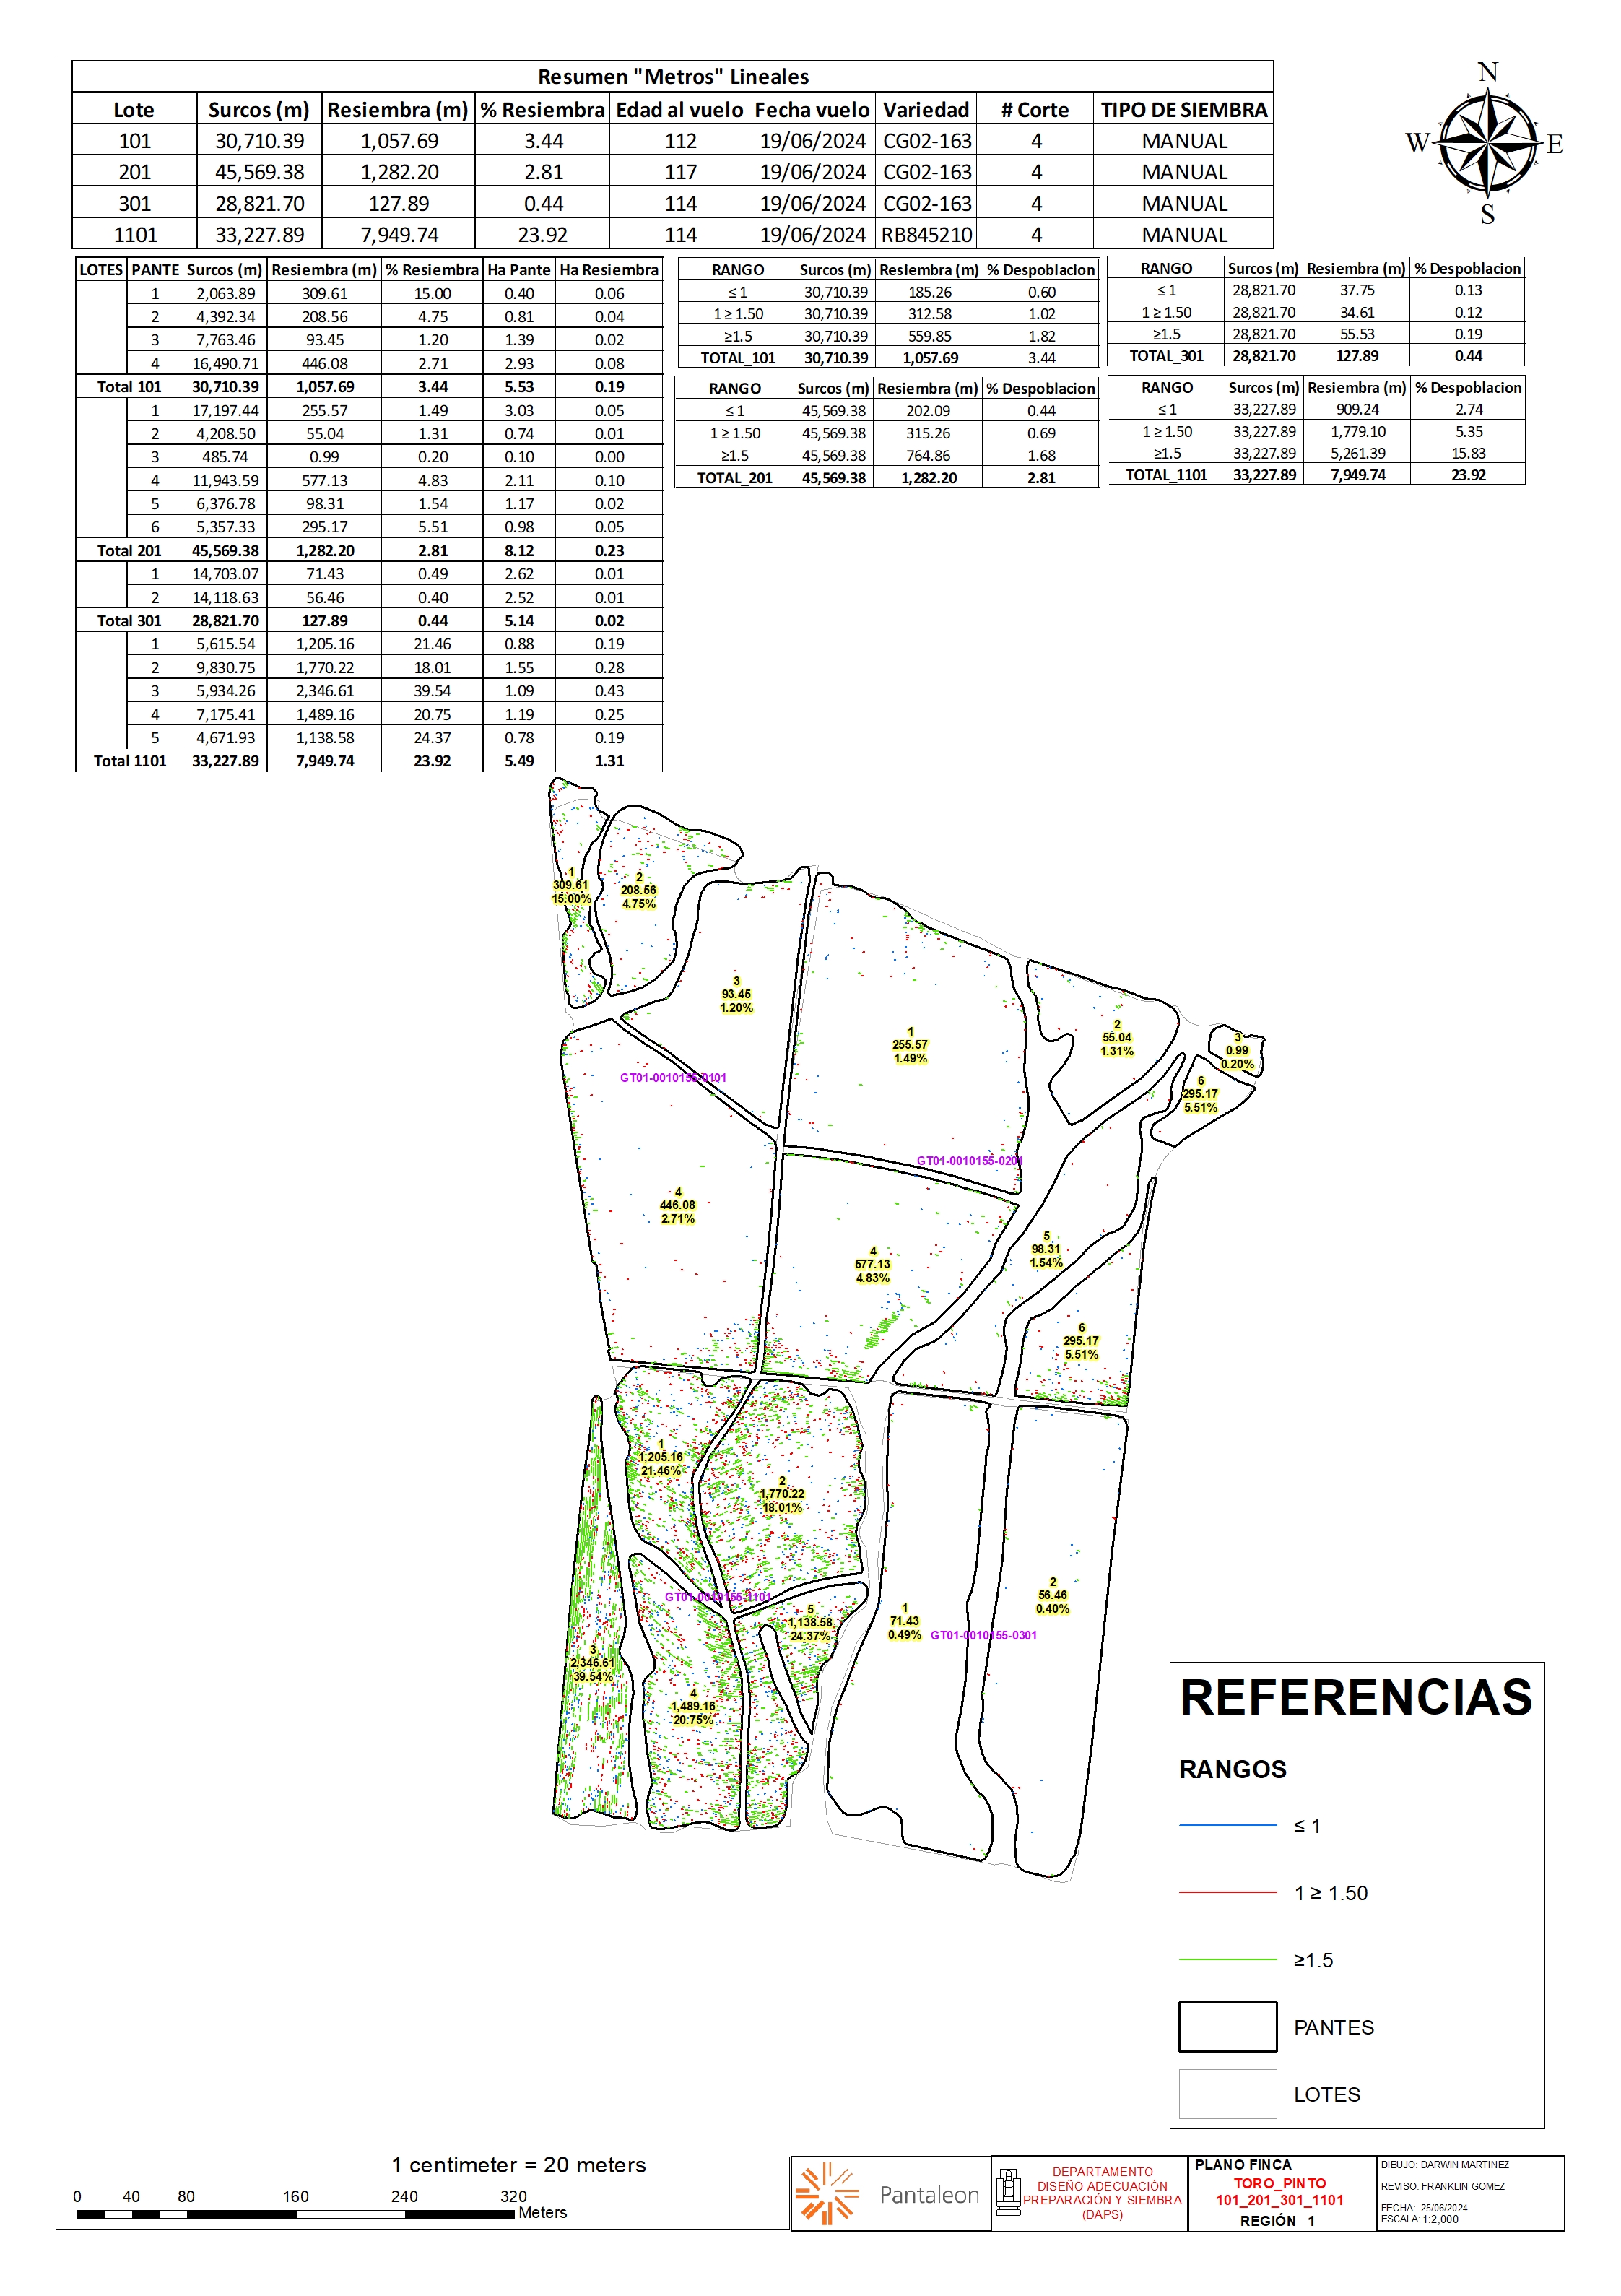 Resumen "Metros" Lineales
Lote Surcos (m) Resiembra (m) % Resiembra Edad al vuelo Fecha vuelo Variedad # Corte TIPO DE SIEMBRA
101 30,710.39 1,057.69 3.44 112 19/06/2024 CG02-163 4 MANUAL
201 45,569.38 1,282.20 2.81 117 19/06/2024 CG02-163 4 MANUAL
301 28,821.70 127.89 0.44 114 19/06/2024 CG02-163 4 MANUAL
1101 33,227.89 7,949.74 23.92 114 19/06/2024 RB845210 4 MANUAL
N
W E
S
LOTES PANTE Surcos (m) Resiembra (m) % Resiembra Ha Pante Ha Resiembra
1 2,063.89 309.61 15.00 0.40 0.06
2 4,392.34 208.56 4.75 0.81 0.04
3 7,763.46 93.45 1.20 1.39 0.02
4 16,490.71 446.08 2.71 2.93 0.08
Total 101 30,710.39 1,057.69 3.44 5.53 0.19
1 17,197.44 255.57 1.49 3.03 0.05
2 4,208.50 55.04 1.31 0.74 0.01
3 485.74 0.99 0.20 0.10 0.00
4 11,943.59 577.13 4.83 2.11 0.10
5 6,376.78 98.31 1.54 1.17 0.02
6 5,357.33 295.17 5.51 0.98 0.05
Total 201 45,569.38 1,282.20 2.81 8.12 0.23
1 14,703.07 71.43 0.49 2.62 0.01
2 14,118.63 56.46 0.40 2.52 0.01
Total 301 28,821.70 127.89 0.44 5.14 0.02
1 5,615.54 1,205.16 21.46 0.88 0.19
2 9,830.75 1,770.22 18.01 1.55 0.28
3 5,934.26 2,346.61 39.54 1.09 0.43
4 7,175.41 1,489.16 20.75 1.19 0.25
5 4,671.93 1,138.58 24.37 0.78 0.19
Total 1101 33,227.89 7,949.74 23.92 5.49 1.31
RANGO Surcos (m) Resiembra (m) % Despoblacion
≤ 1 30,710.39 185.26 0.60
1 ≥ 1.50 30,710.39 312.58 1.02
≥1.5 30,710.39 559.85 1.82
TOTAL_101 30,710.39 1,057.69 3.44
RANGO Surcos (m) Resiembra (m) % Despoblacion
≤ 1 45,569.38 202.09 0.44
1 ≥ 1.50 45,569.38 315.26 0.69
≥1.5 45,569.38 764.86 1.68
TOTAL_201 45,569.38 1,282.20 2.81
RANGO Surcos (m) Resiembra (m) % Despoblacion
≤ 1 28,821.70 37.75 0.13
1 ≥ 1.50 28,821.70 34.61 0.12
≥1.5 28,821.70 55.53 0.19
TOTAL_301 28,821.70 127.89 0.44
RANGO Surcos (m) Resiembra (m) % Despoblacion
≤ 1 33,227.89 909.24 2.74
1 ≥ 1.50 33,227.89 1,779.10 5.35
≥1.5 33,227.89 5,261.39 15.83
TOTAL_1101 33,227.89 7,949.74 23.92
1
309.61
15.00%
2
208.56
4.75%
3
93.45
1.20%
1
255.57
1.49%
2
55.04
1.31%
3
0.99
0.20%
6
295.17
5.51%
GT01-0010155-0101
GT01-0010155-0201
4
446.08
2.71%
4
577.13
4.83%
5
98.31
1.54%
6
295.17
5.51%
1
1,205.16
21.46%
2
1,770.22
18.01%
GT01-0010155-1101
2
56.46
0.40%
5
1,138.58
24.37%
1
71.43
0.49%
GT01-0010155-0301
3
2,346.61
39.54%
4
1,489.16
20.75%
REFERENCIAS
RANGOS
≤ 1
1 ≥ 1.50
≥1.5
PANTES
LOTES
1 centimeter = 20 meters
0 40 80 160 240 320
Meters
Pantaleon
DEPARTAMENTO
DISEÑO ADECUACIÓN
PREPARACIÓN Y SIEMBRA
(DAPS)
PLANO FINCA
TORO_PINTO
101_201_301_1101
REGIÓN 1
DIBUJO: DARWIN MARTINEZ
REVISO: FRANKLIN GOMEZ
FECHA: 25/06/2024
ESCALA: 1:2,000